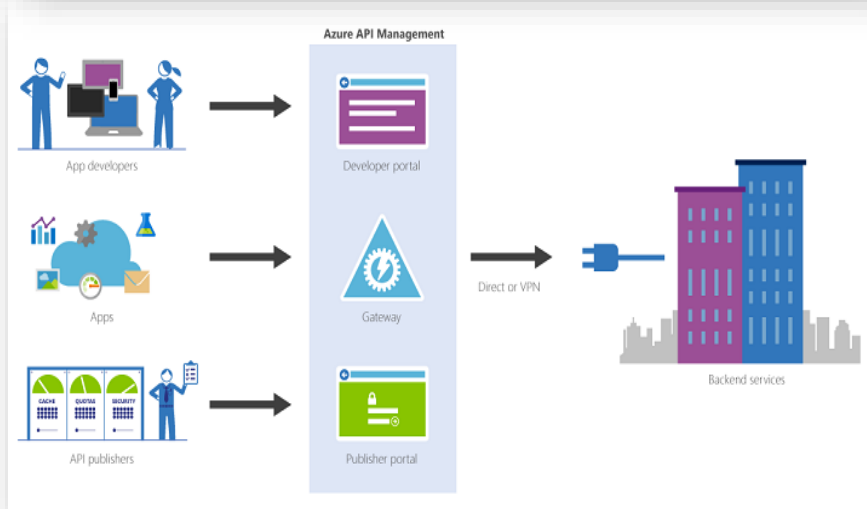 Azure API Management
App developers
Developer portal
Apps
Gateway
Direct or VPN
Backend services
CACHE
QUOTAS
SECURITY
API publishers
Publisher portal